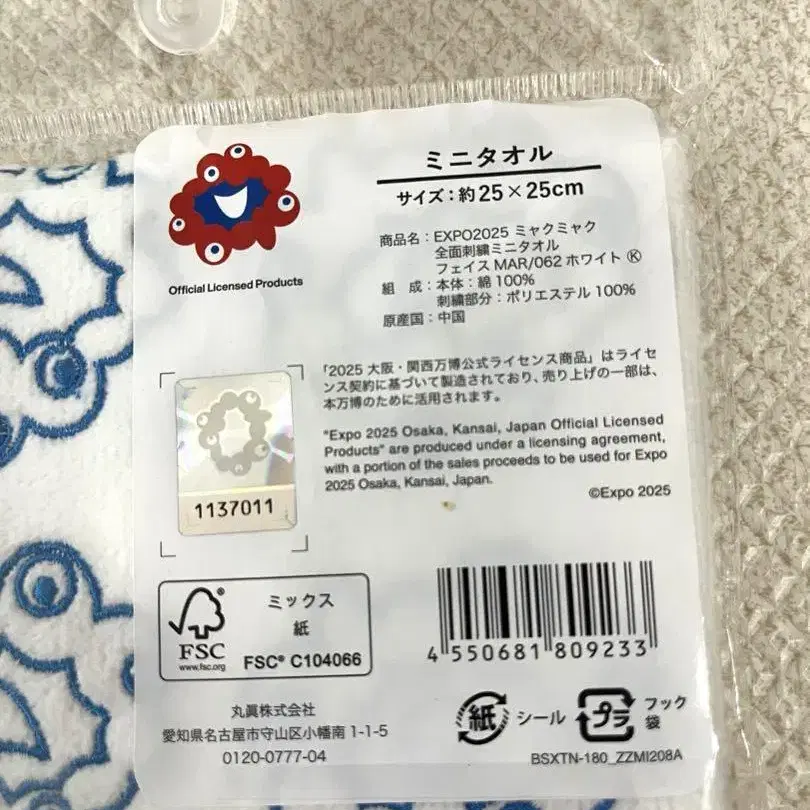 ミニタオル
サイズ：約25×25cm
Official Licensed Products
商品名：EXPO2025 ミャクミャク
全面刺繍ミニタオル
フェイス MAR/062 ホワイト Ⓚ
組　成：本体：綿 100%
刺繍部分：ポリエステル 100%
原産国：中国
「2025 大阪・関西万博公式ライセンス商品」はライセ
ンス契約に基づいて製造されており、売り上げの一部は、
本万博のために活用されます。
"Expo 2025 Osaka, Kansai, Japan Official Licensed
Products" are produced under a licensing agreement,
with a portion of the sales proceeds to be used for Expo
2025 Osaka, Kansai, Japan.
©Expo 2025
1137011
ミックス
紙
FSC
www.fsc.org
FSC® C104066
4 550681 809233
丸眞株式会社
愛知県名古屋市守山区小幡南 1-1-5
0120-0777-04
紙 シール
プラ フック
袋
BSXTN-180_ZZMI208A